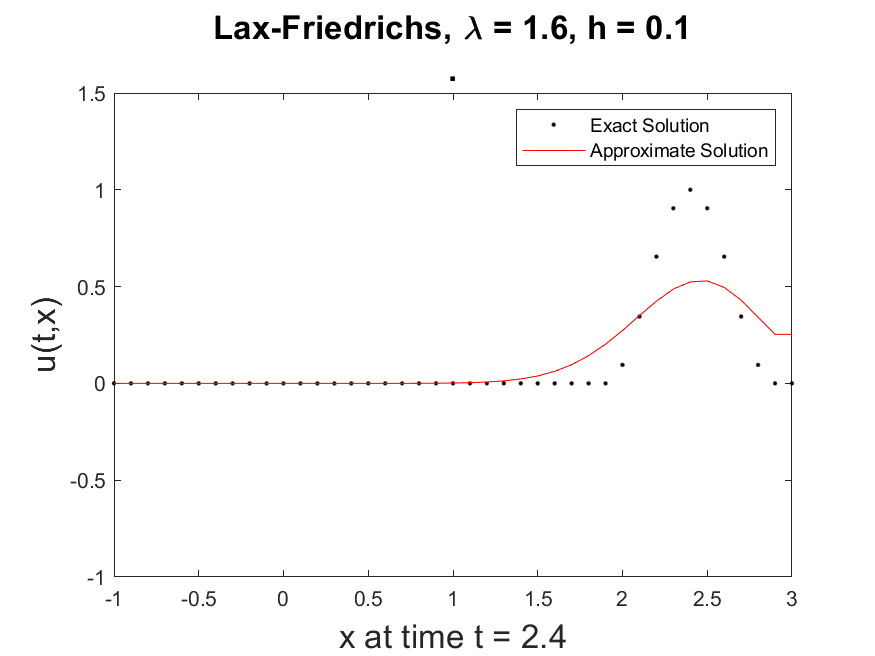 Lax-Friedrichs, λ = 1.6, h = 0.1
.
Exact Solution
Approximate Solution
1.5
1
0.5
0
-0.5
-1
u(t,x)
-1 -0.5 0 0.5 1 1.5 2 2.5 3
x at time t = 2.4